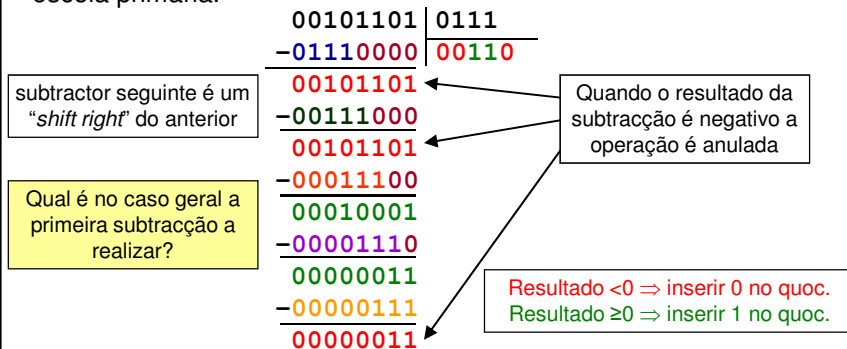 escola primária.
00101101 0111
–01110000 00110
00101101
–00111000
00101101
–00011100
00010001
–00001110
00000011
–00000111
00000011
subtractor seguinte é um
“shift right” do anterior
Qual é no caso geral a
primeira subtracção a
realizar?
Quando o resultado da
subtracção é negativo a
operação é anulada
Resultado <0 ⇒ inserir 0 no quoc.
Resultado ≥0 ⇒ inserir 1 no quoc.